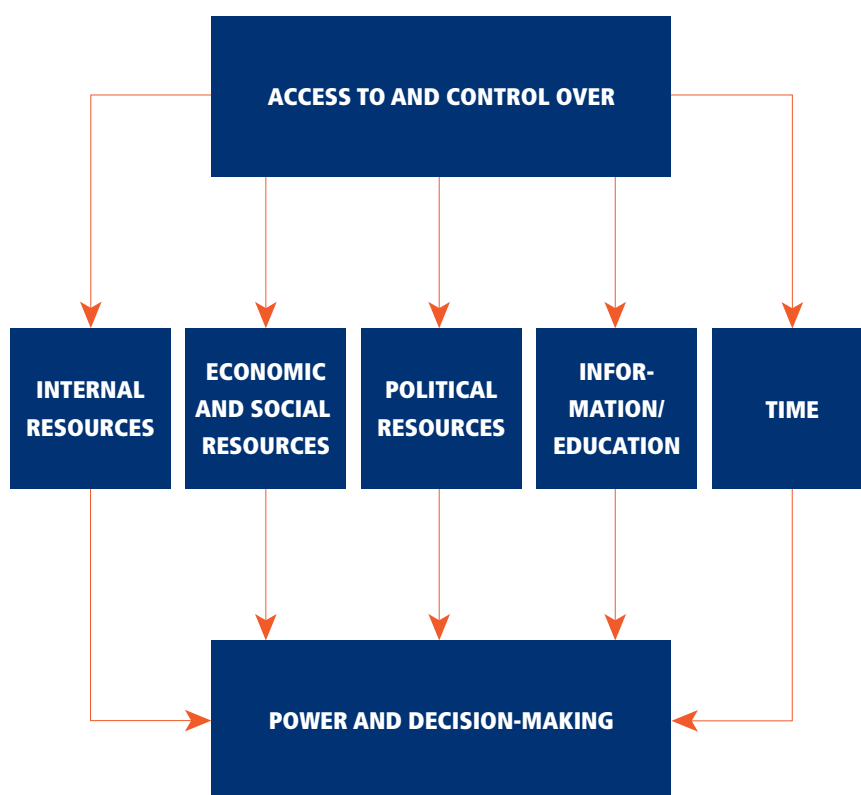 ACCESS TO AND CONTROL OVER
INTERNAL
RESOURCES
ECONOMIC
AND SOCIAL
RESOURCES
POLITICAL
RESOURCES
INFOR-
MATION/
EDUCATION
TIME
POWER AND DECISION-MAKING